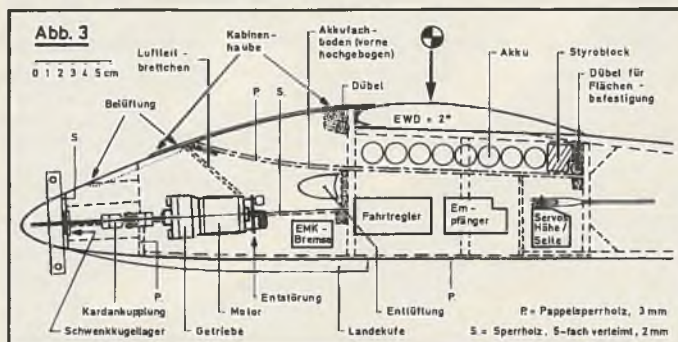 Abb. 3
0 1 2 3 4 5 cm
Kabinen-
haube
Luftleit-
brettchen
Akkufach-
boden (vorne
hochgebogen)
Akku
Styroblock
Dübel
Dübel für
Flächen-
befestigung
Belüftung
P.
S.
S
EWD = 2°
EMK-
Bremse
Fahrtregler
Em-
pfänger
Servos
Höhe /
Seite
P.
Entstörung
Entlüftung
P.
Kardankupplung
Motor
Schwenkkugellager
Getriebe
Landekufe
P. = Pappelsperrholz, 3 mm
S. = Sperrholz, 5-fach verleimt, 2 mm